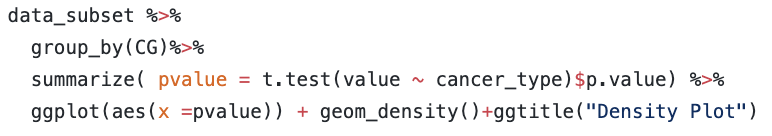 data_subset %>%
group_by(CG)%>%
summarize( pvalue = t.test(value ~ cancer_type)$p.value) %>%
ggplot(aes(x =pvalue)) + geom_density()+ggtitle("Density Plot")